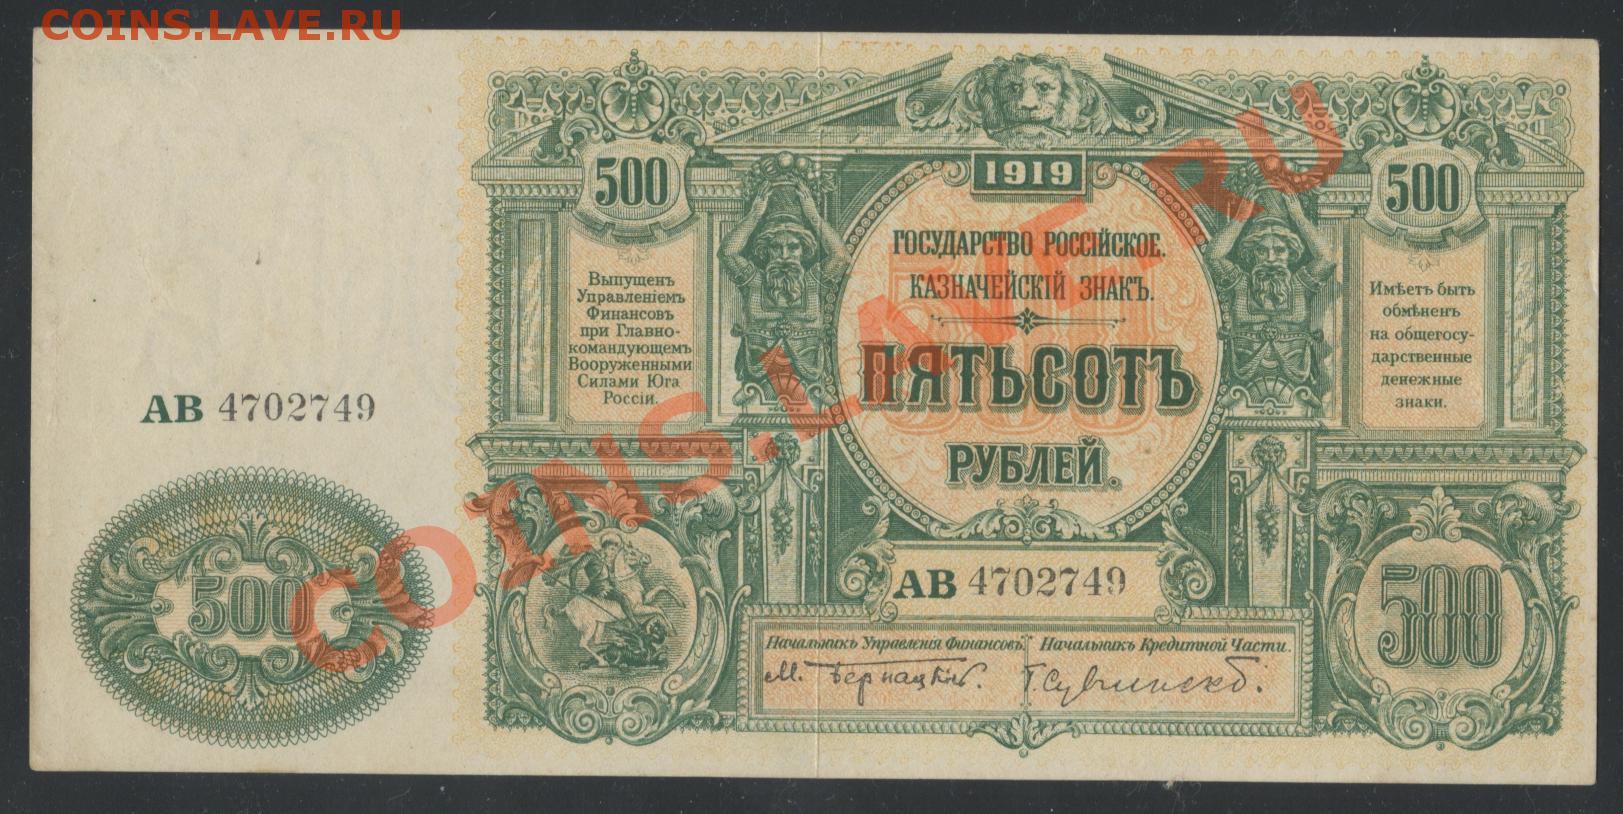 COINS.LAVE.RU
1919
500
500
ГОСУДАРСТВО РОССІЙСКОЕ.
КАЗНАЧЕЙСКІЙ ЗНАКЪ.
ПЯТЬСОТЪ
РУБЛЕЙ.
Выпущенъ
Управленіемъ
Финансовъ
при Главно-
командующемъ
Вооруженными
Силами Юга
Россіи.
Имѣетъ быть
обмѣненъ
на общегосу-
дарственные
денежные
знаки.
АВ 4702749
500
АВ 4702749
500
Начальникъ Управленія Финансовъ.
Начальникъ Кредитной Части.
М. Бернацкій.
COINS.LAVE.RU